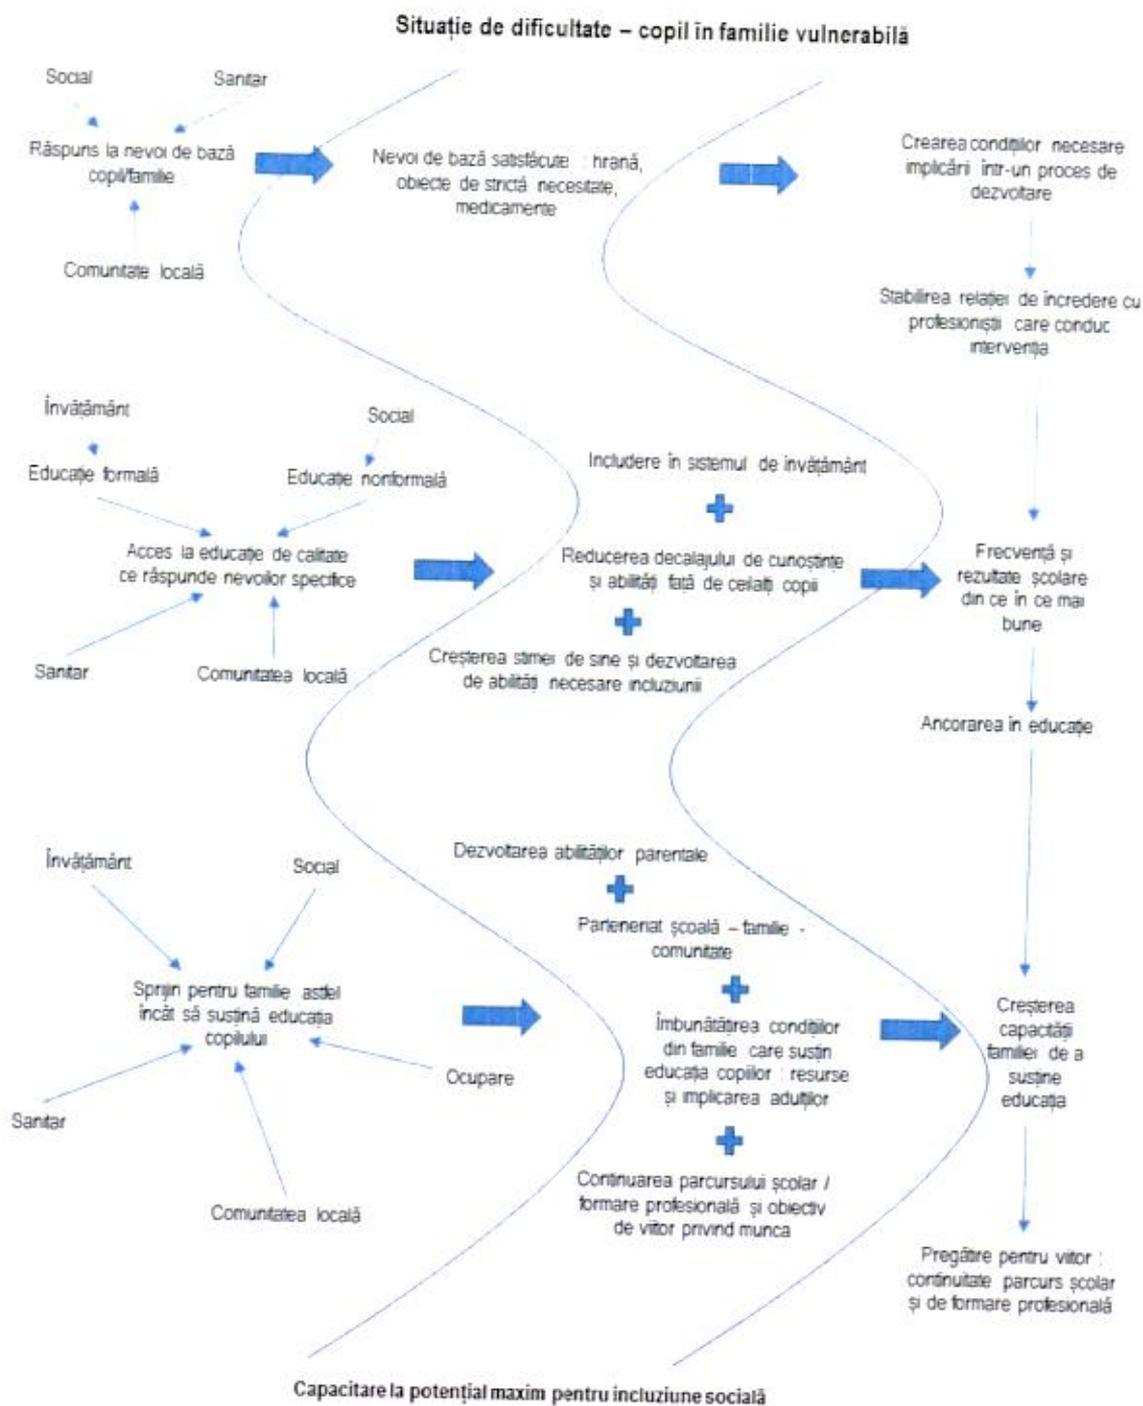 Situație de dificultate – copil în familie vulnerabilă
Social
Sanitar
Răspuns la nevoi de bază
copil/familie
Comunitate locală
Nevoi de bază satisfăcute : hrană,
obiecte de strictă necesitate,
medicamente
Crearea condițiilor necesare
implicării într-un proces de
dezvoltare
Stabilirea relației de încredere cu
profesioniștii care conduc
intervenția
Învățământ
Social
Educație formală
Educație nonformală
Acces la educație de calitate
ce răspunde nevoilor specifice
Sanitar
Comunitatea locală
Includere în sistemul de învățământ
Reducerea decalajului de cunoștințe
și abilități față de ceilalți copii
Creșterea stimei de sine și dezvoltarea
de abilități necesare incluziunii
Frecvență și
rezultate școlare
din ce în ce mai
bune
Ancorarea în educație
Învățământ
Social
Sprijin pentru familie astfel
încât să susțină educația
copilului
Ocupare
Sanitar
Comunitatea locală
Dezvoltarea abilităților parentale
Parteneriat școală – familie -
comunitate
Îmbunătățirea condițiilor
din familie care susțin
educația copiilor : resurse
și implicarea adulților
Continuarea parcursului școlar /
formare profesională și obiectiv
de viitor privind munca
Creșterea
capacității
familiei de a
susține
educația
Pregătire pentru viitor :
continuitate parcurs școlar
și de formare profesională
Capacitare la potențial maxim pentru incluziune socială